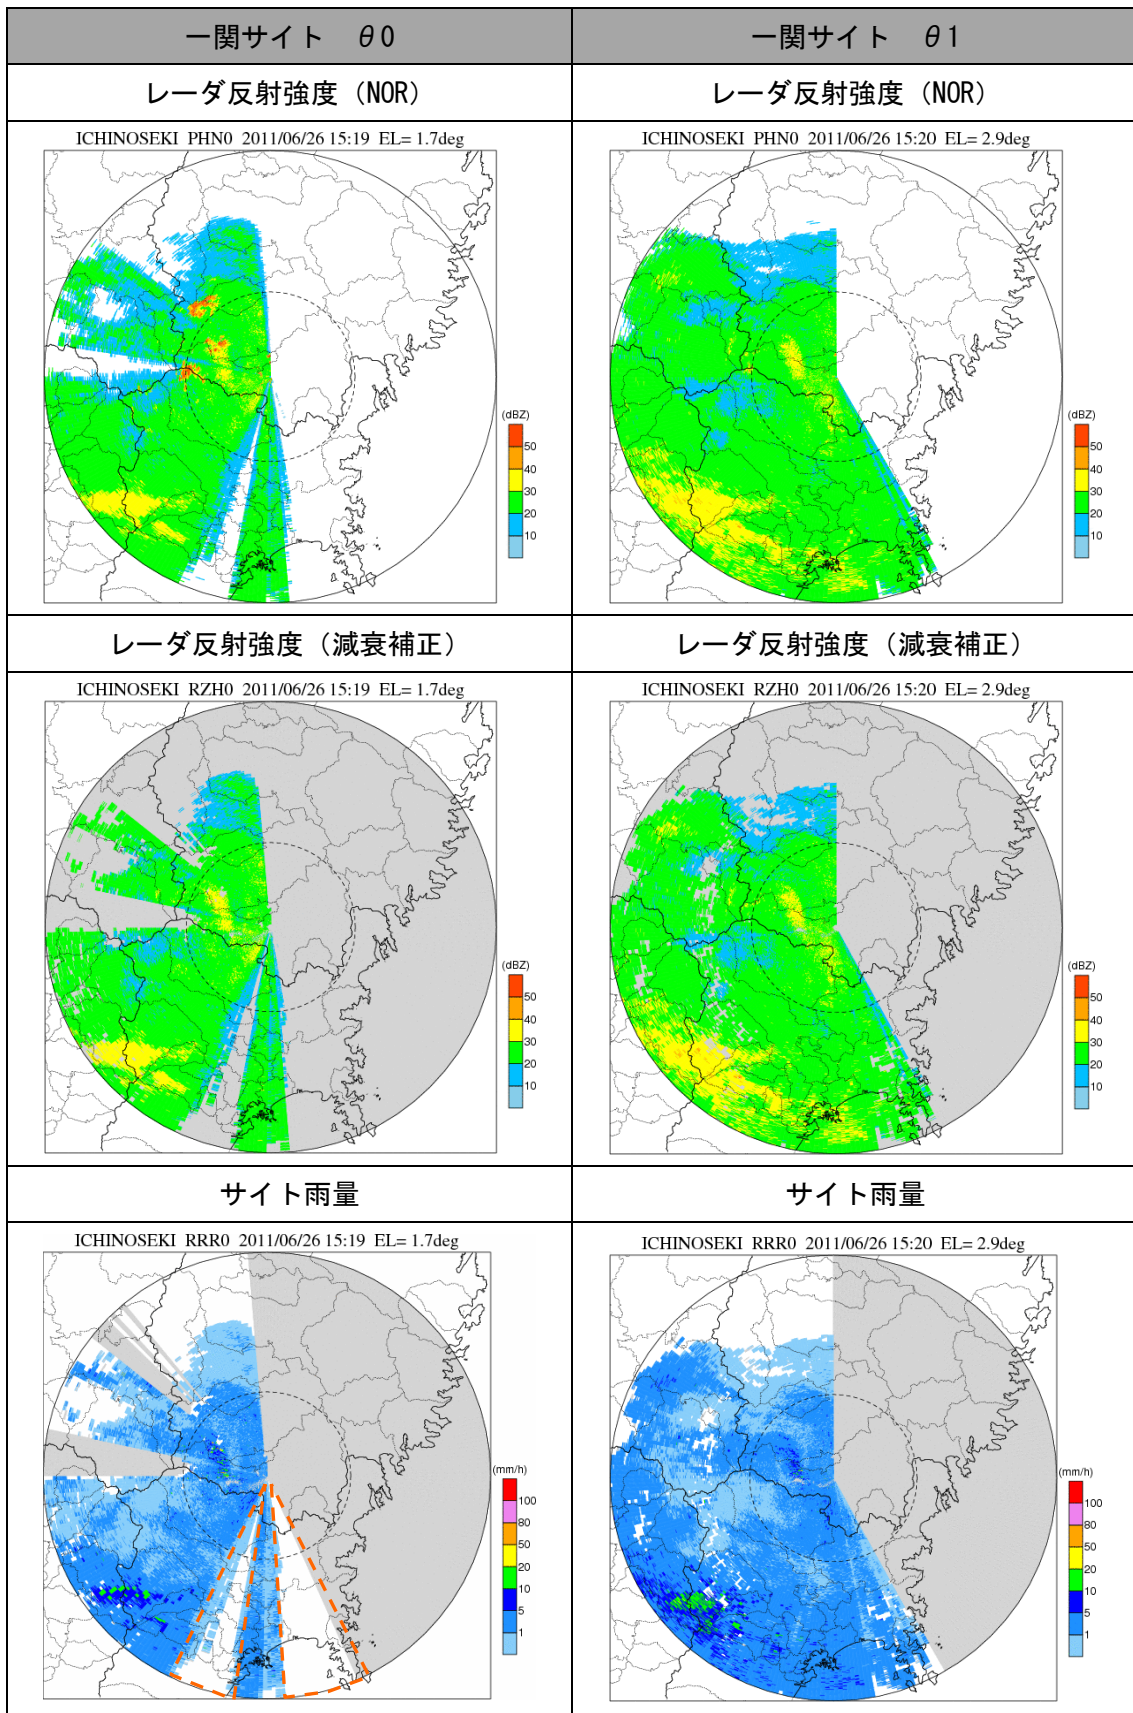 一関サイト　θ0
一関サイト　θ1
レーダ反射強度（NOR）
レーダ反射強度（NOR）
ICHINOSEKI PHN0 2011/06/26 15:19 EL= 1.7deg
(dBZ)
50
40
30
20
10
ICHINOSEKI PHN0 2011/06/26 15:20 EL= 2.9deg
(dBZ)
50
40
30
20
10
レーダ反射強度（減衰補正）
レーダ反射強度（減衰補正）
ICHINOSEKI RZH0 2011/06/26 15:19 EL= 1.7deg
(dBZ)
50
40
30
20
10
ICHINOSEKI RZH0 2011/06/26 15:20 EL= 2.9deg
(dBZ)
50
40
30
20
10
サイト雨量
サイト雨量
ICHINOSEKI RRR0 2011/06/26 15:19 EL= 1.7deg
(mm/h)
100
80
50
20
10
5
1
ICHINOSEKI RRR0 2011/06/26 15:20 EL= 2.9deg
(mm/h)
100
80
50
20
10
5
1